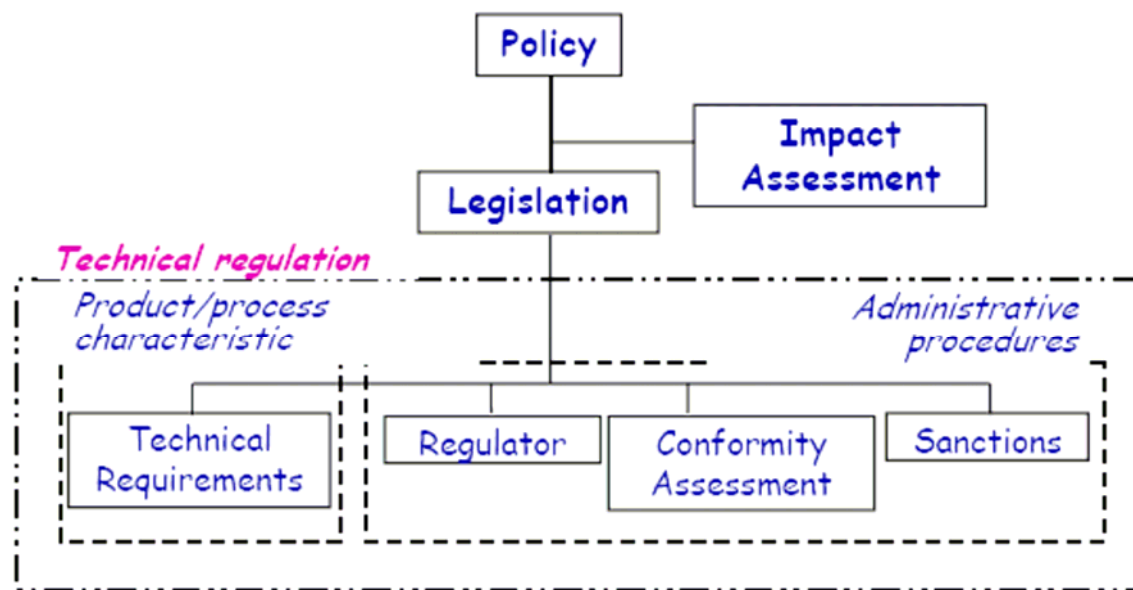 Policy
Impact
Assessment
Legislation
Technical regulation
Product/process
characteristic
Administrative
procedures
Technical
Requirements
Regulator
Conformity
Assessment
Sanctions